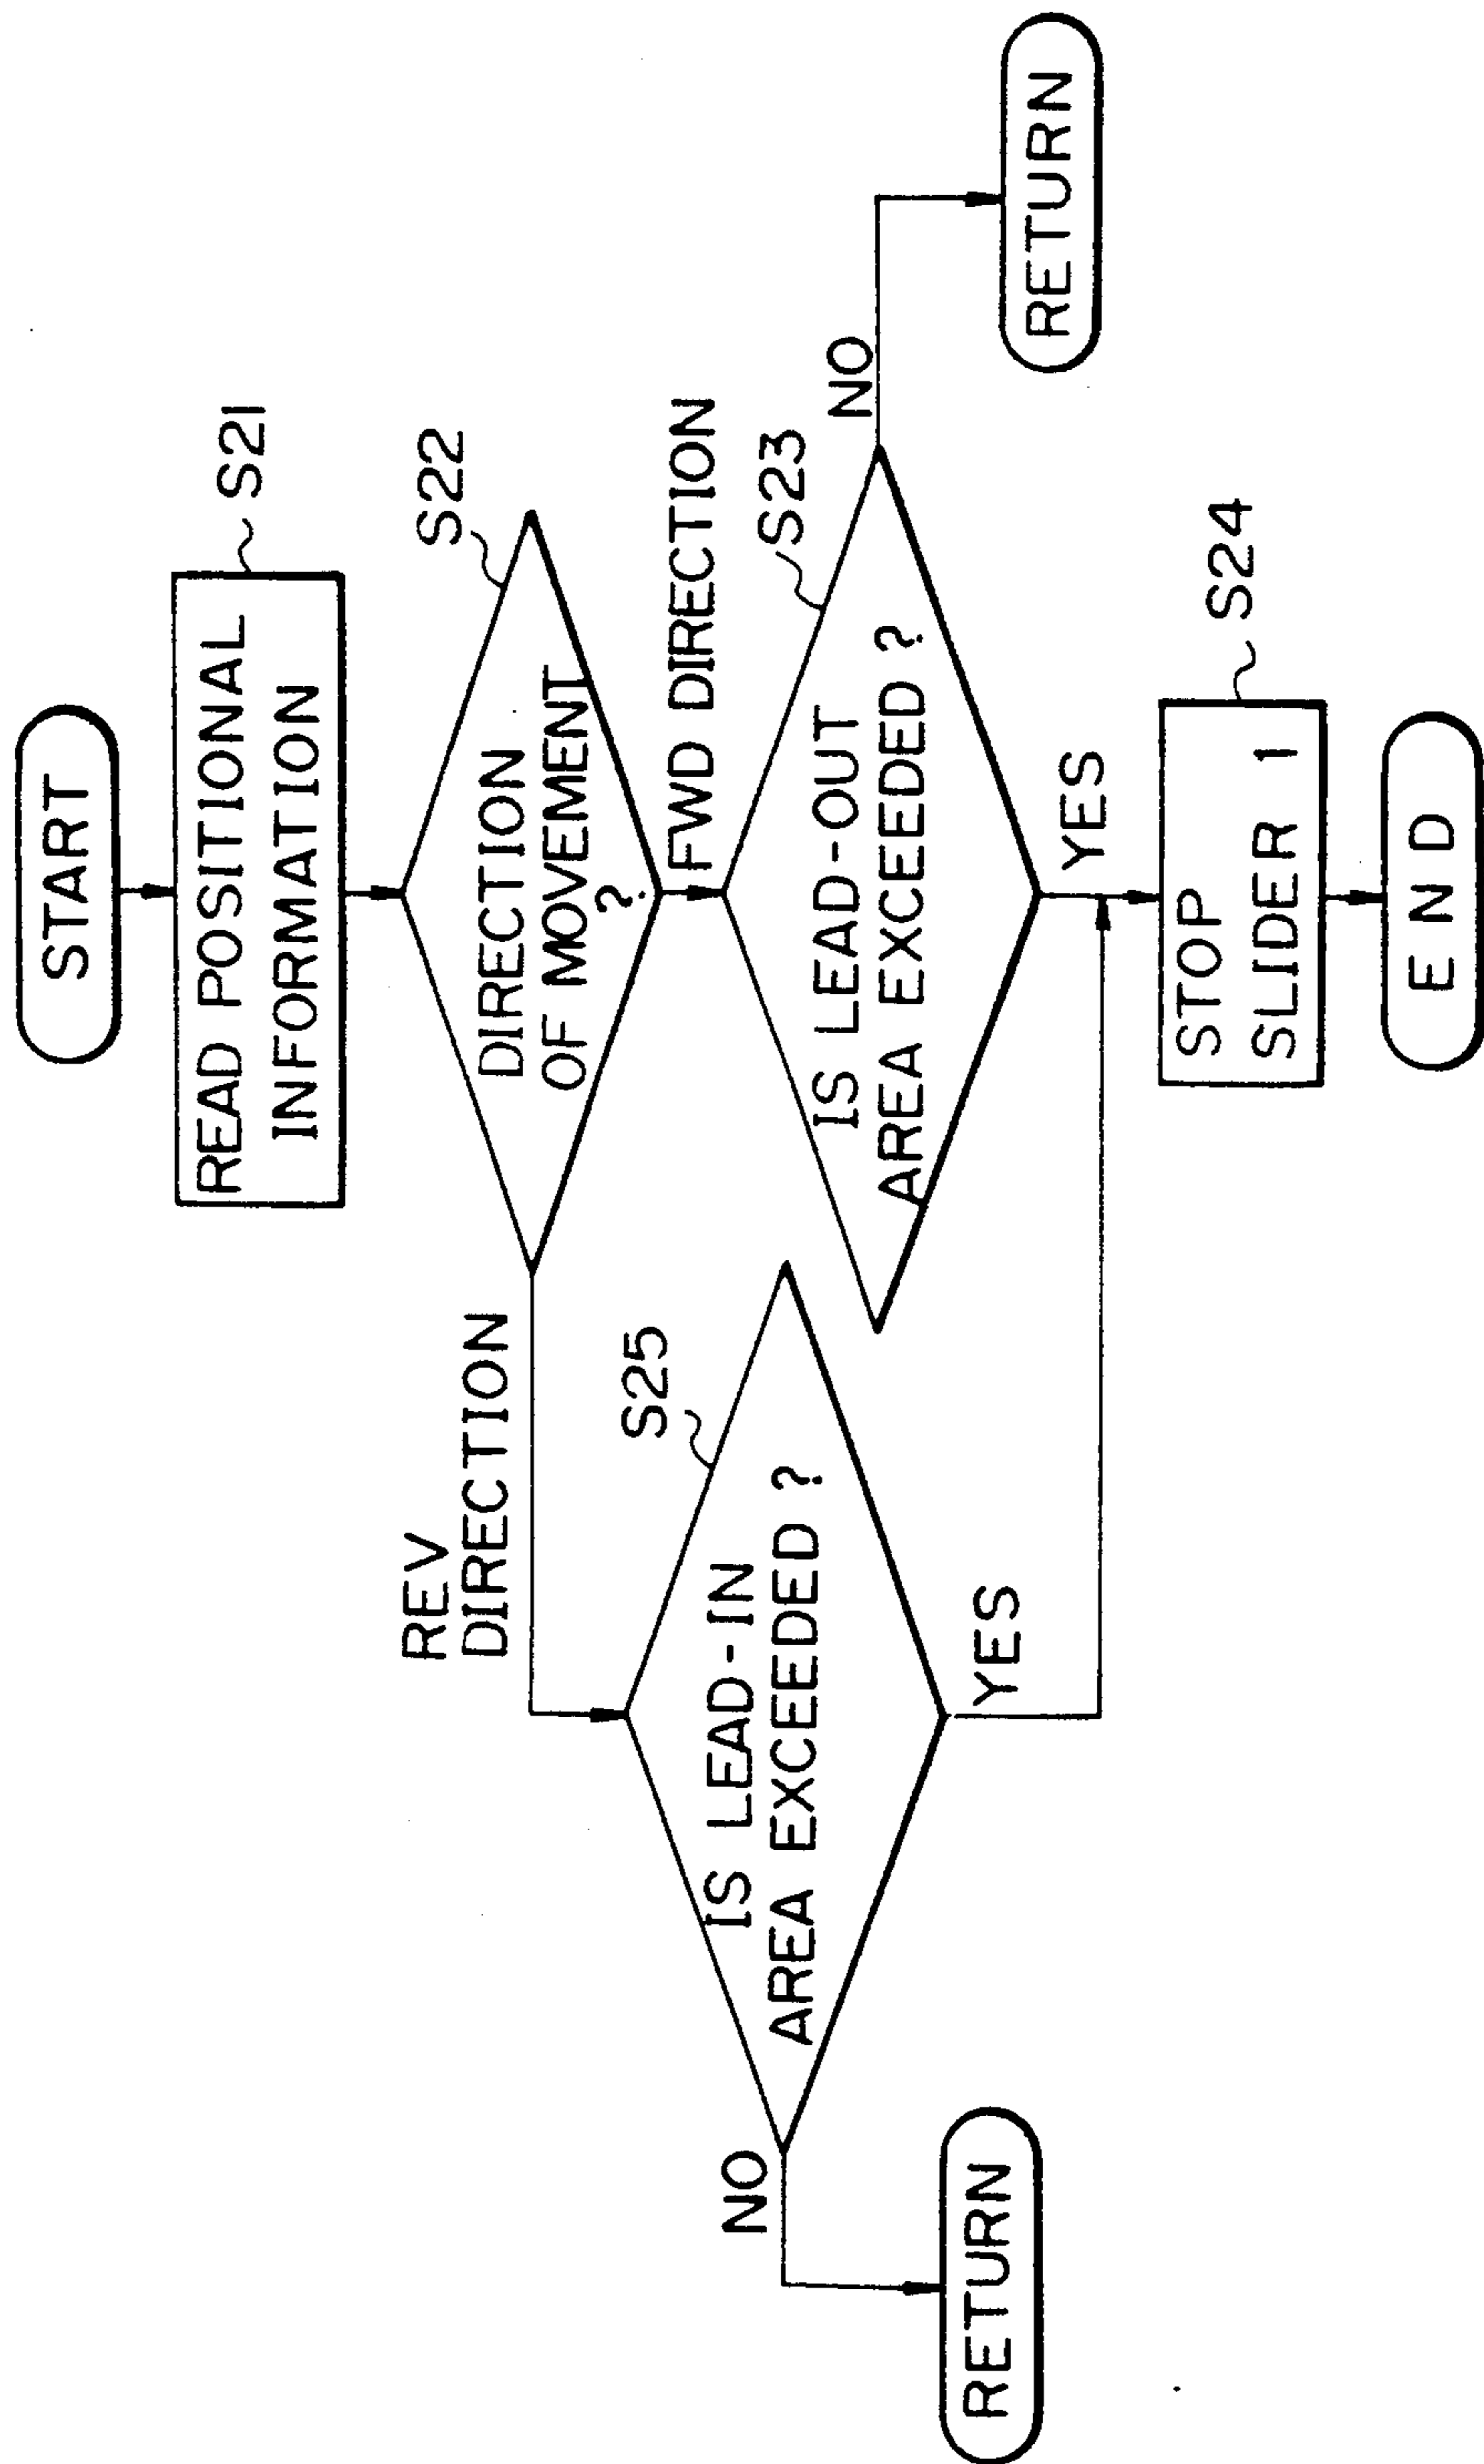 START
READ POSITIONAL
INFORMATION
S21
DIRECTION
OF MOVEMENT
?
S22
REV
DIRECTION
FWD DIRECTION
IS LEAD-IN
AREA EXCEEDED ?
S25
IS LEAD-OUT
AREA EXCEEDED ?
S23
NO
NO
YES
YES
RETURN
RETURN
STOP
SLIDER 1
S24
END